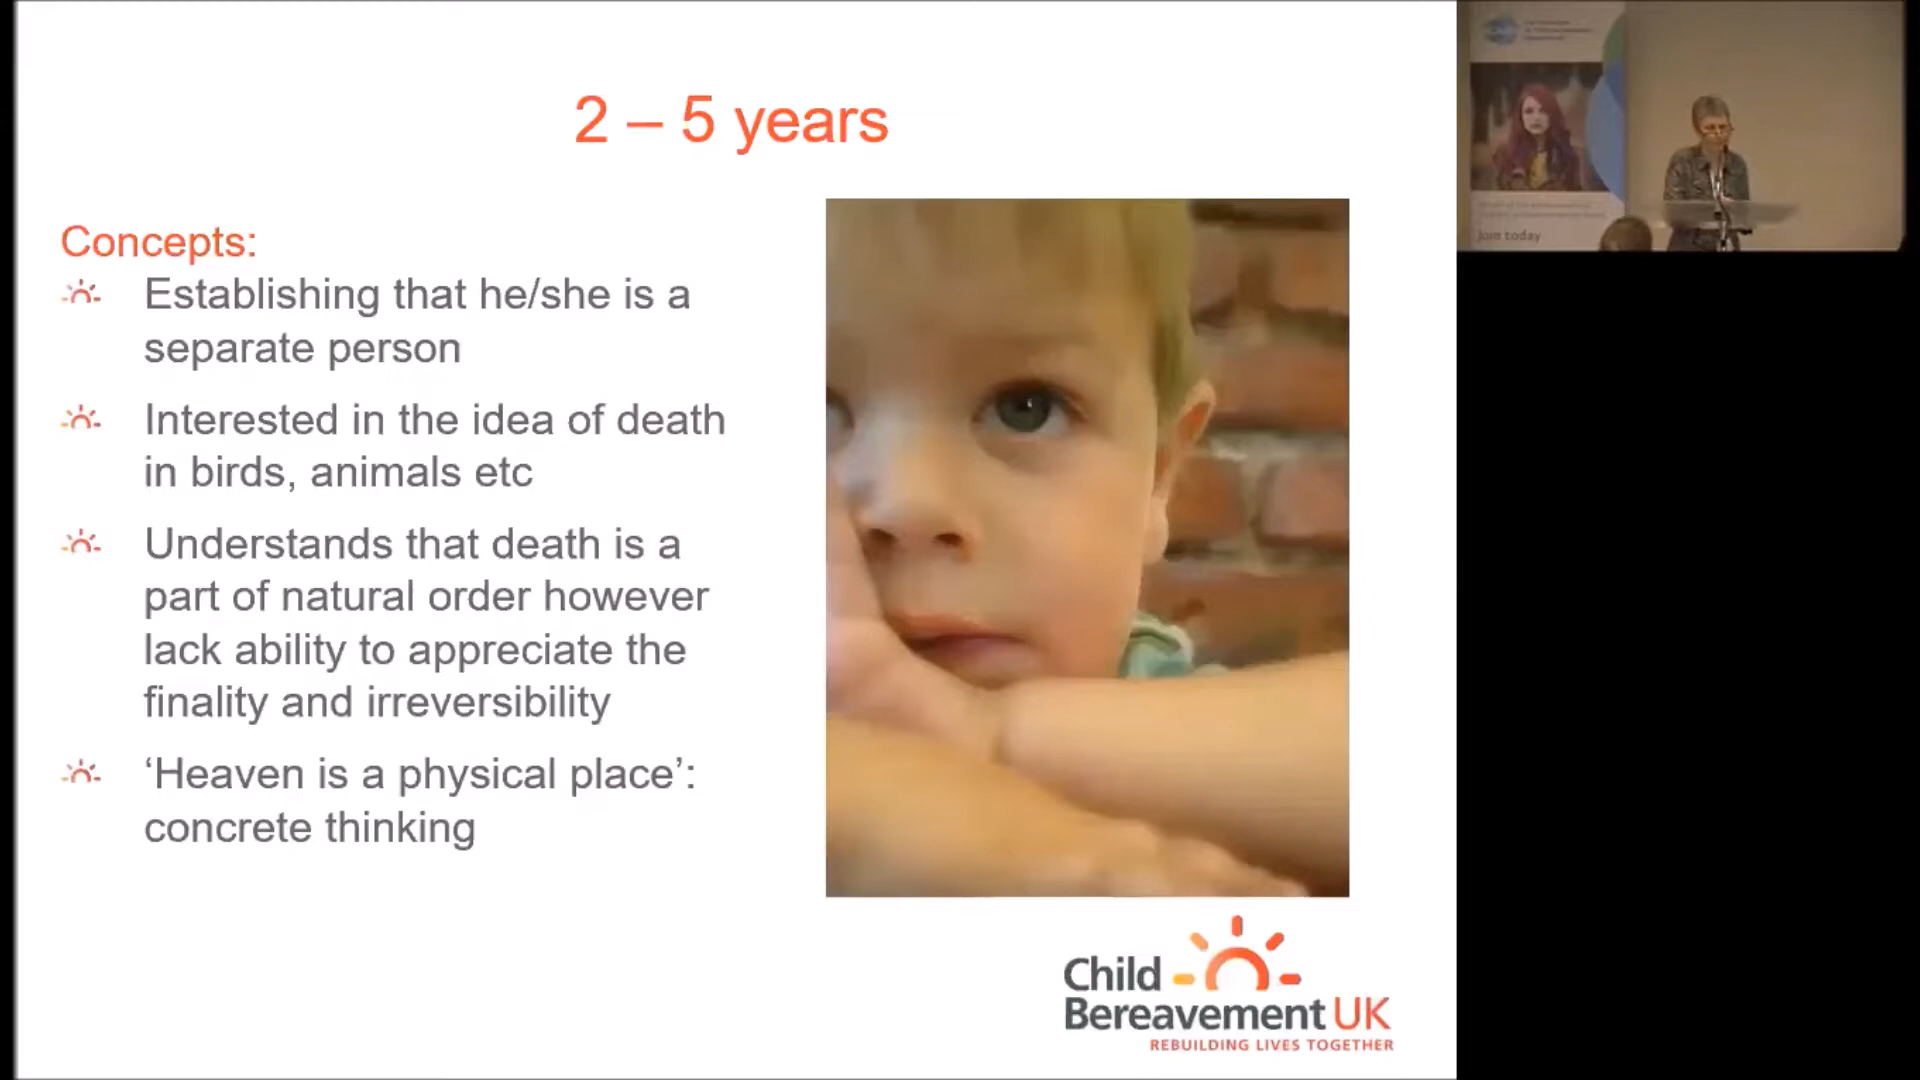 2 – 5 years
Concepts:
Establishing that he/she is a
separate person
Interested in the idea of death
in birds, animals etc
Understands that death is a
part of natural order however
lack ability to appreciate the
finality and irreversibility
‘Heaven is a physical place’:
concrete thinking
Child
Bereavement UK
REBUILDING LIVES TOGETHER
Join today